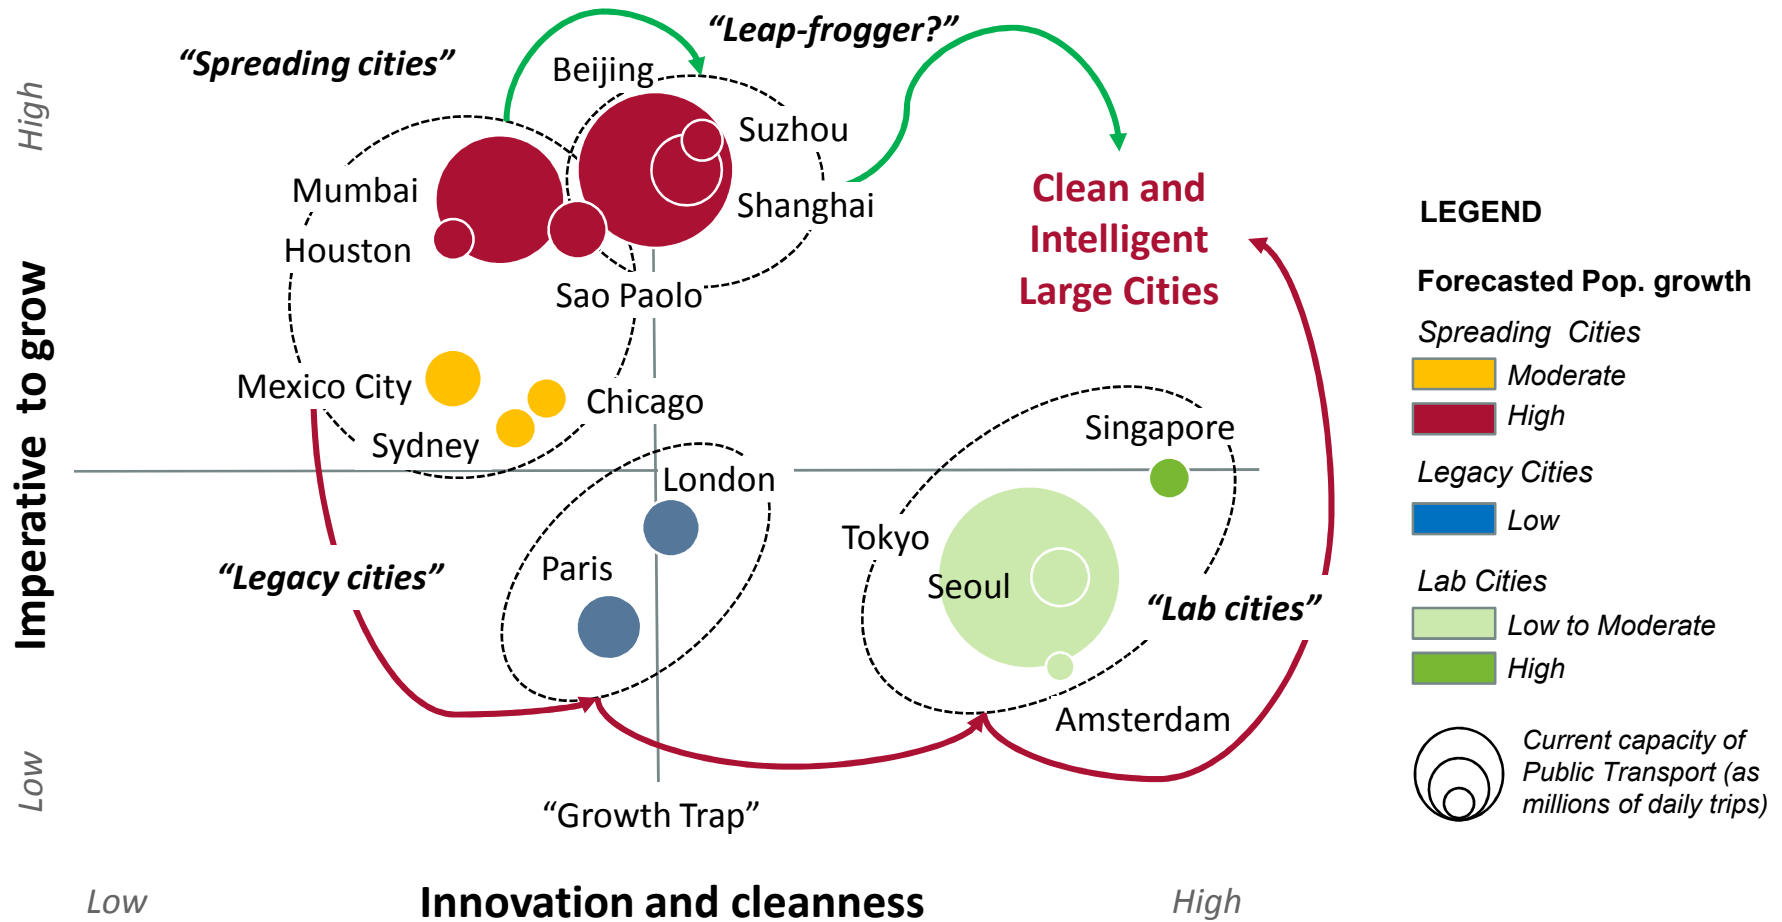 “Leap-frogger?”
“Spreading cities”
Beijing
Suzhou
Mumbai
Shanghai
Houston
Sao Paolo
Clean and
Intelligent
Large Cities
High
Imperative to grow
Low
Mexico City
Chicago
Sydney
Singapore
London
Tokyo
Paris
Seoul
“Legacy cities”
“Lab cities”
Amsterdam
“Growth Trap”
Low
Innovation and cleanness
High
LEGEND
Forecasted Pop. growth
Spreading Cities
Moderate
High
Legacy Cities
Low
Lab Cities
Low to Moderate
High
Current capacity of
Public Transport (as
millions of daily trips)